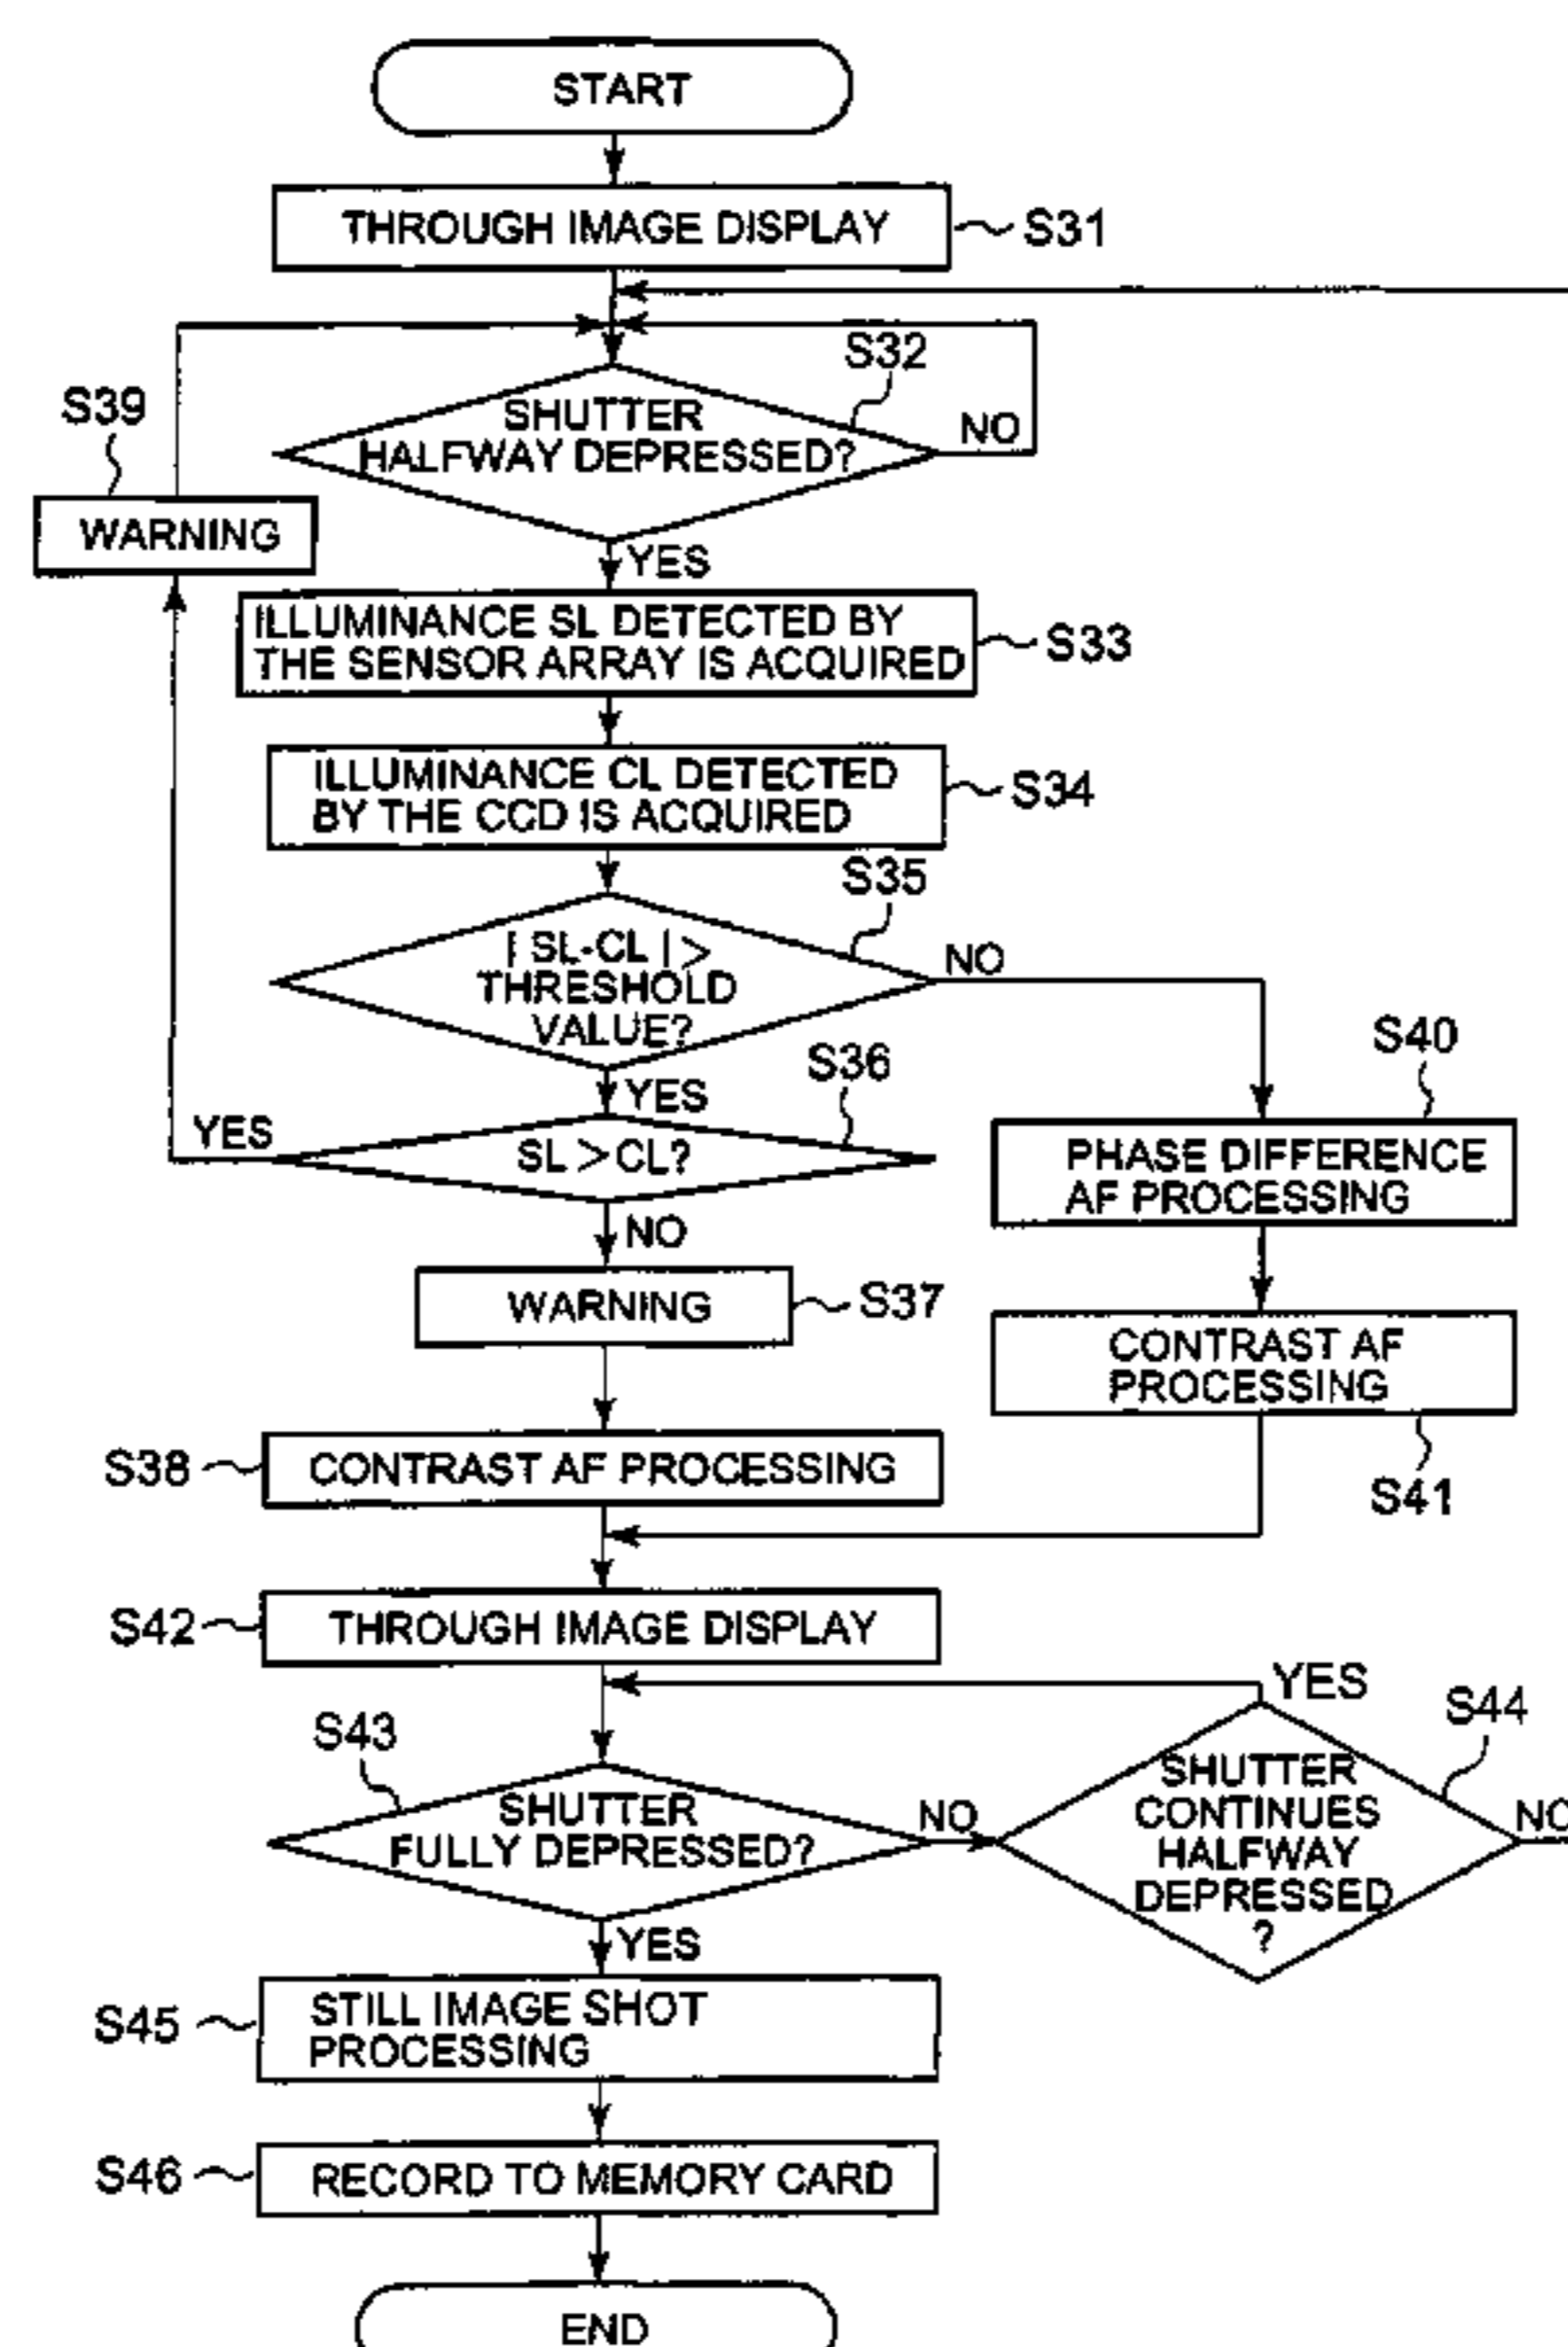 START
THROUGH IMAGE DISPLAY
S31
S32
SHUTTER
HALFWAY DEPRESSED?
NO
S39
WARNING
YES
ILLUMINANCE SL DETECTED BY
THE SENSOR ARRAY IS ACQUIRED
S33
ILLUMINANCE CL DETECTED
BY THE CCD IS ACQUIRED
S34
S35
| SL-CL | >
THRESHOLD
VALUE?
NO
YES
S36
SL > CL?
YES
NO
S40
PHASE DIFFERENCE
AF PROCESSING
WARNING
S37
CONTRAST AF
PROCESSING
S41
S38
CONTRAST AF PROCESSING
S42
THROUGH IMAGE DISPLAY
S43
SHUTTER
FULLY DEPRESSED?
NO
YES
S44
SHUTTER
CONTINUES
HALFWAY
DEPRESSED
?
NO
YES
S45
STILL IMAGE SHOT
PROCESSING
S46
RECORD TO MEMORY CARD
END